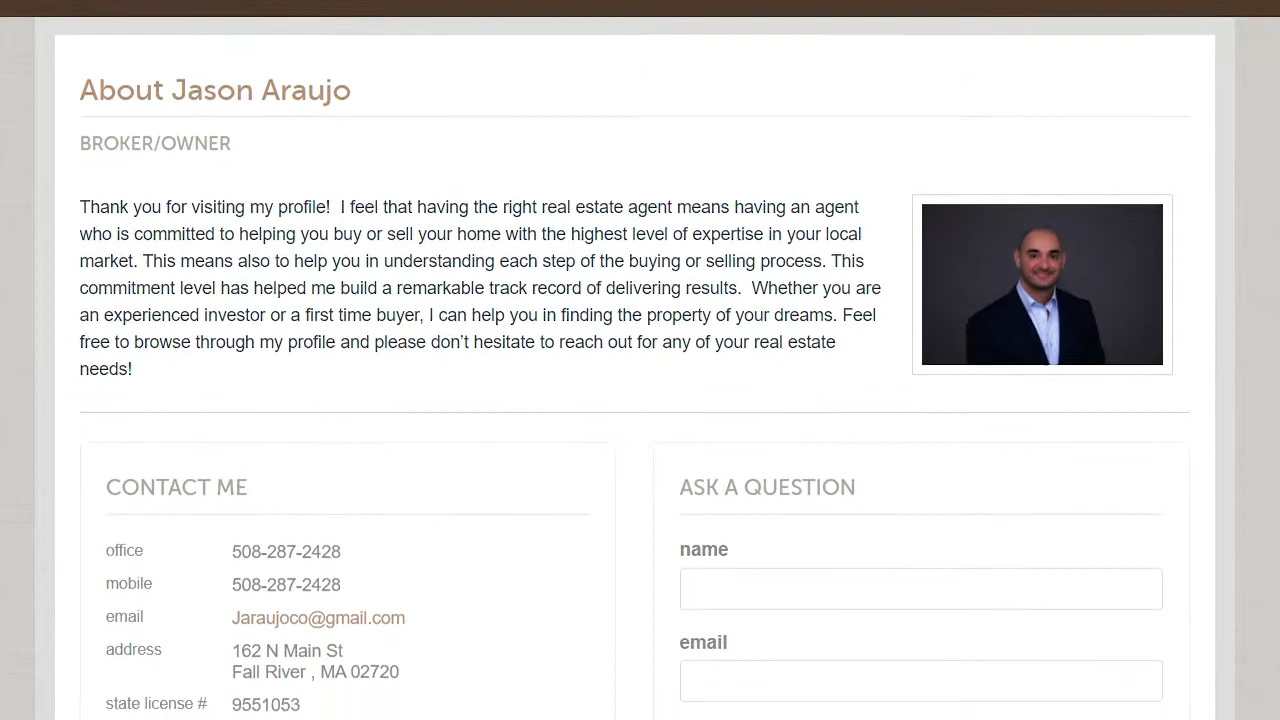 About Jason Araujo
BROKER/OWNER
Thank you for visiting my profile!  I feel that having the right real estate agent means having an agent
who is committed to helping you buy or sell your home with the highest level of expertise in your local
market. This means also to help you in understanding each step of the buying or selling process. This
commitment level has helped me build a remarkable track record of delivering results.  Whether you are
an experienced investor or a first time buyer, I can help you in finding the property of your dreams. Feel
free to browse through my profile and please don’t hesitate to reach out for any of your real estate
needs!
CONTACT ME
office 508-287-2428
mobile 508-287-2428
email Jaraujoco@gmail.com
address 162 N Main St
Fall River , MA 02720
state license # 9551053
ASK A QUESTION
name
email